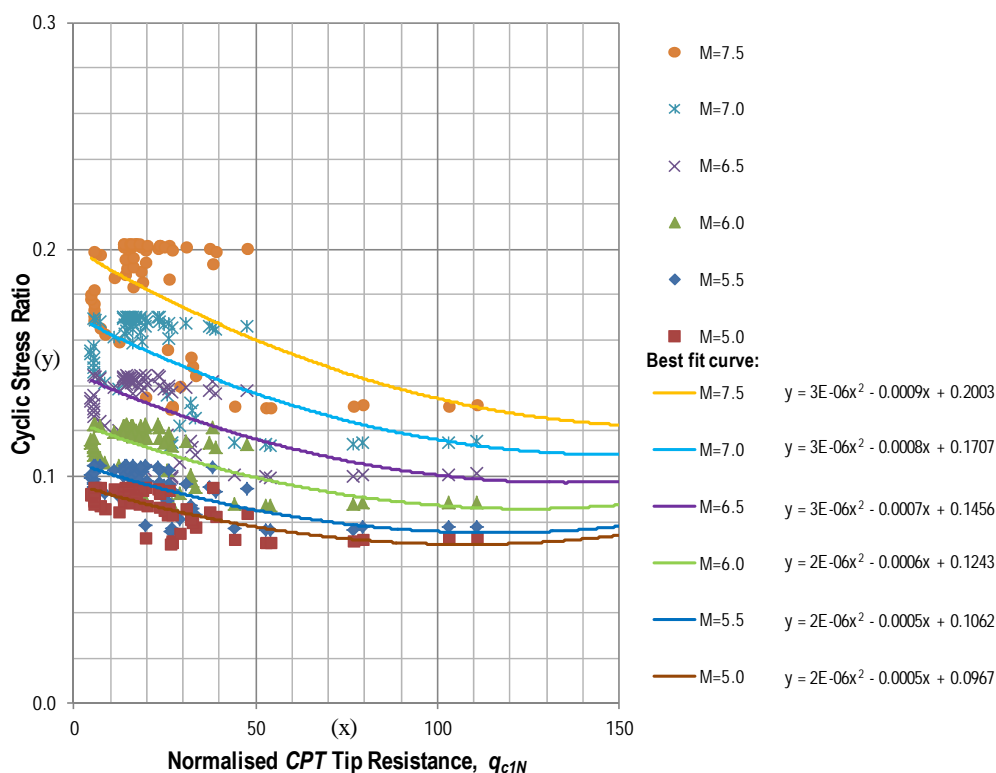 0.3
0.2
0.1
0.0
Cyclic Stress Ratio
(y)
0
50
(x)
100
150
Normalised CPT Tip Resistance, qc1N
M=7.5
M=7.0
M=6.5
M=6.0
M=5.5
M=5.0
Best fit curve:
M=7.5 y = 3E-06x² - 0.0009x + 0.2003
M=7.0 y = 3E-06x² - 0.0008x + 0.1707
M=6.5 y = 3E-06x² - 0.0007x + 0.1456
M=6.0 y = 2E-06x² - 0.0006x + 0.1243
M=5.5 y = 2E-06x² - 0.0005x + 0.1062
M=5.0 y = 2E-06x² - 0.0005x + 0.0967